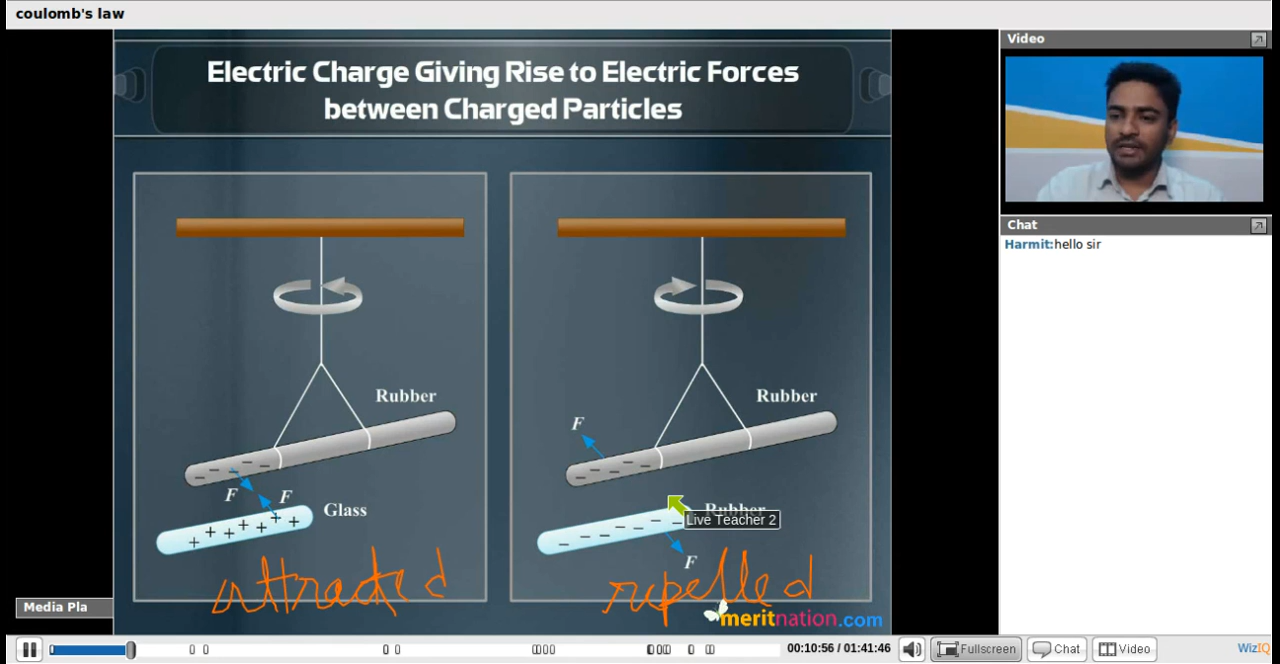 coulomb's law
Electric Charge Giving Rise to Electric Forces
between Charged Particles
Rubber
F
F
Glass
attracted
Rubber
F
Rubber
Live Teacher 2
F
repelled
meritnation.com
Video
Chat
Harmit:hello sir
Media Pla
00:10:56 / 01:41:46
Fullscreen
Chat
Video
WizIQ